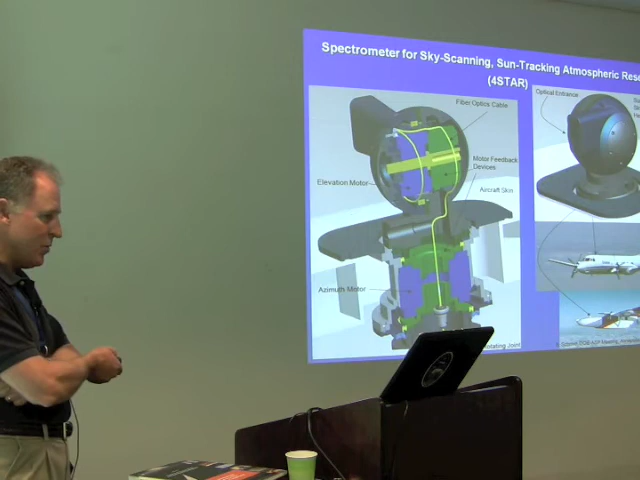 Spectrometer for Sky-Scanning, Sun-Tracking Atmospheric Rese
(4STAR)
Optical Entrance
Fiber Optics Cable
Motor Feedback
Devices
Elevation Motor
Aircraft Skin
Azimuth Motor
Rotating Joint